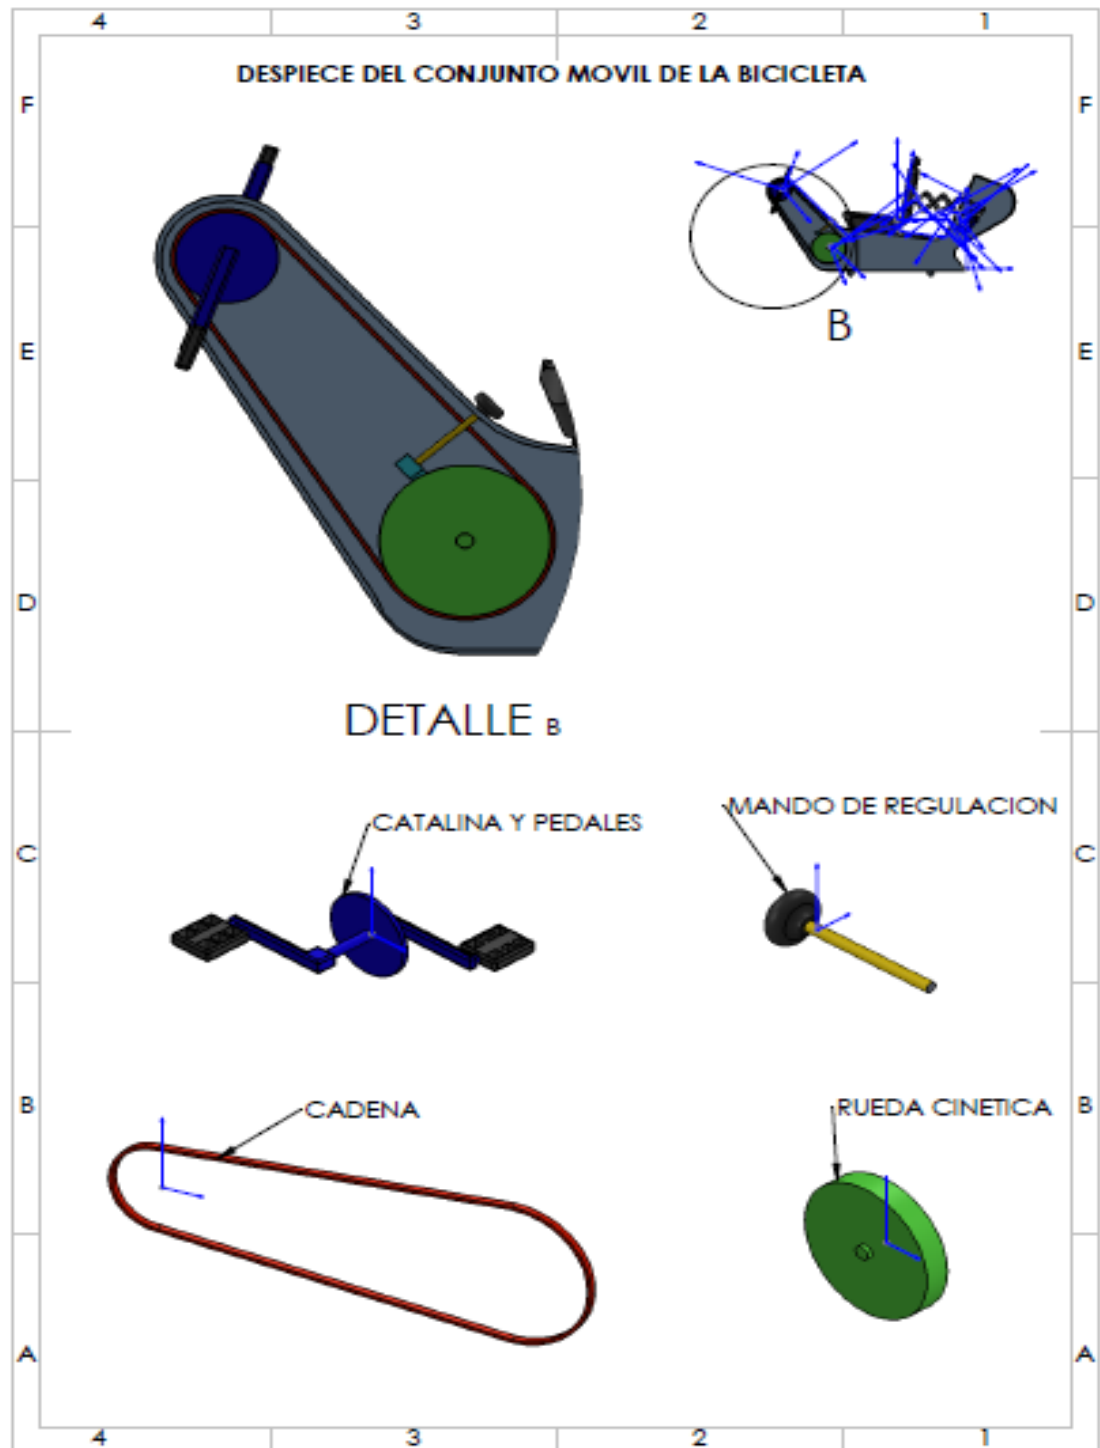 4 3 2 1
DESPIECE DEL CONJUNTO MOVIL DE LA BICICLETA
F F
B
E E
D D
DETALLE B
MANDO DE REGULACION
CATALINA Y PEDALES
C C
CADENA
RUEDA CINETICA
B B
A A
4 3 2 1